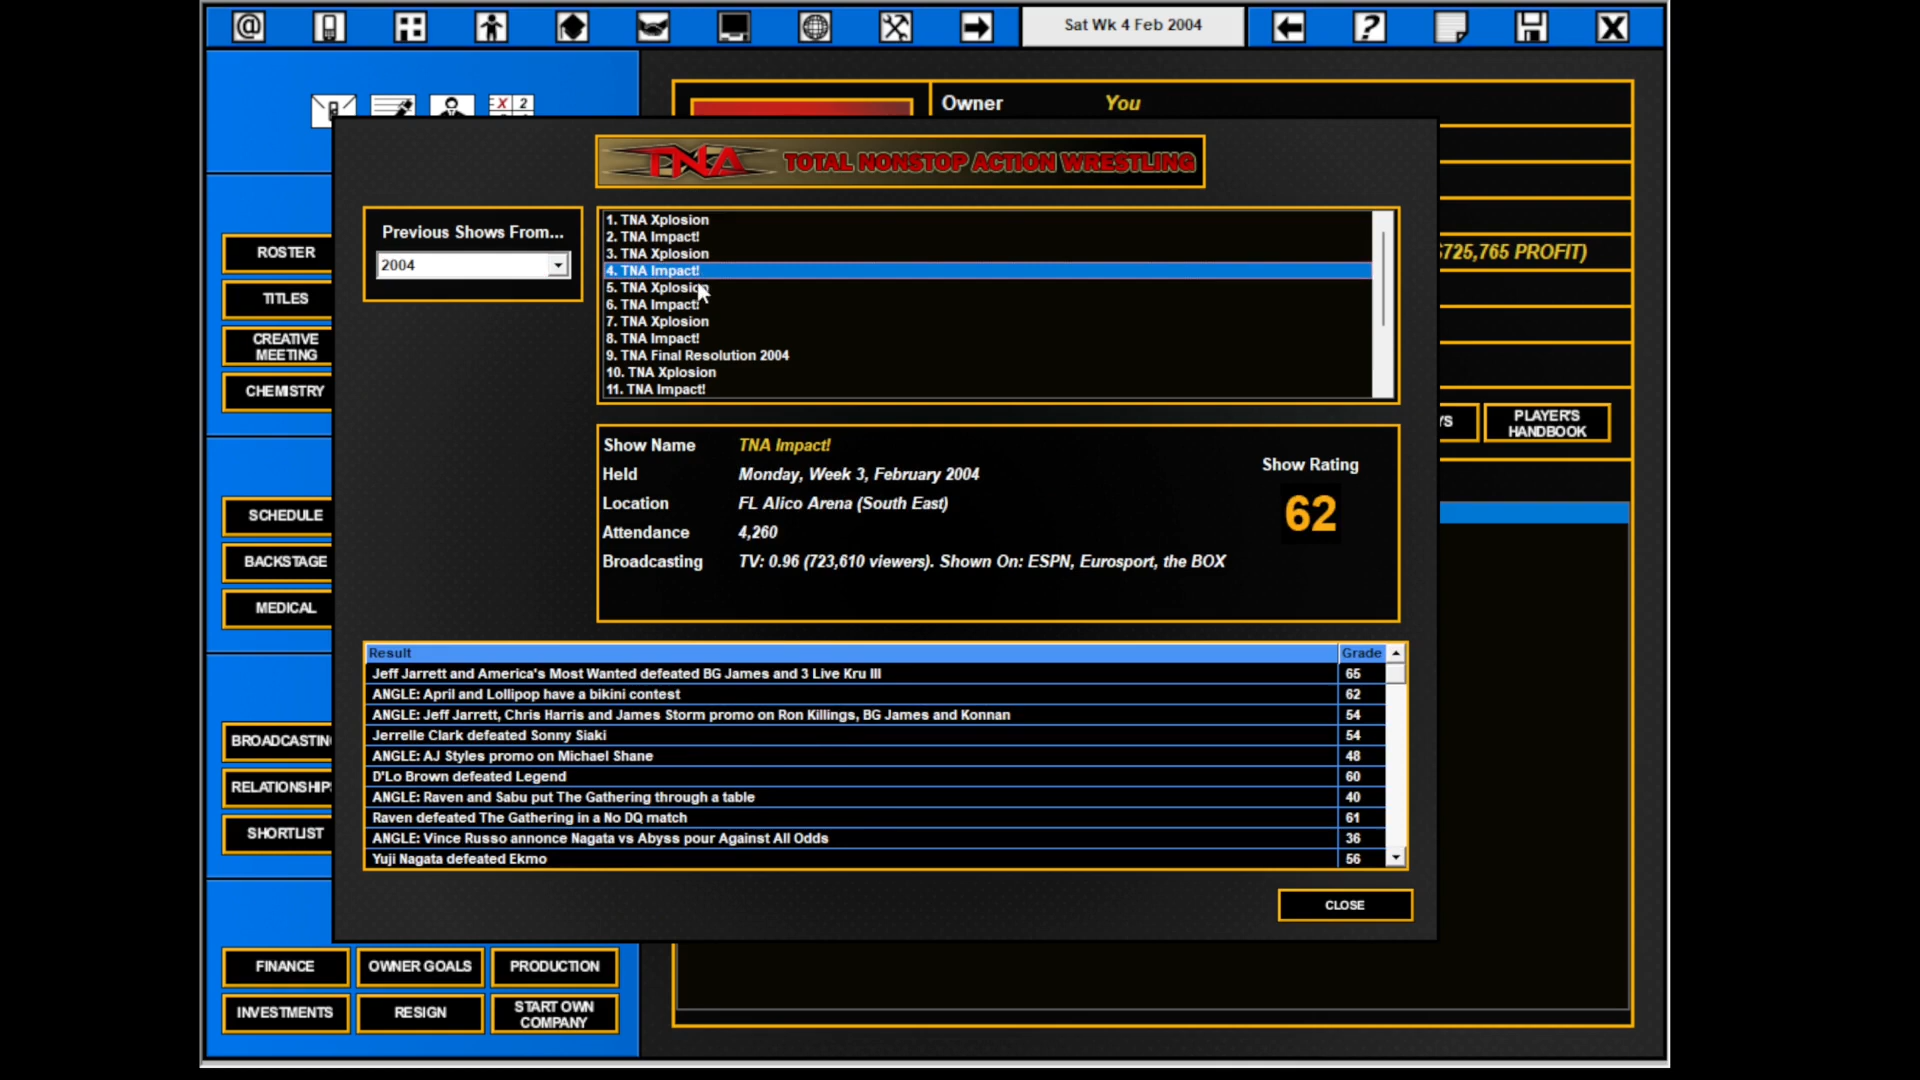 Sat Wk 4 Feb 2004
Owner
You
X 2
TNA TOTAL NONSTOP ACTION WRESTLING
Previous Shows From...
2004
1. TNA Xplosion
2. TNA Impact!
3. TNA Xplosion
4. TNA Impact!
5. TNA Xplosion
6. TNA Impact!
7. TNA Xplosion
8. TNA Impact!
9. TNA Final Resolution 2004
10. TNA Xplosion
11. TNA Impact!
$725,765 PROFIT)
ROSTER
TITLES
CREATIVE
MEETING
CHEMISTRY
PLAYER'S
HANDBOOK
Show Name TNA Impact!
Held Monday, Week 3, February 2004
Location FL Alico Arena (South East)
Attendance 4,260
Broadcasting TV: 0.96 (723,610 viewers). Shown On: ESPN, Eurosport, the BOX
Show Rating
62
SCHEDULE
BACKSTAGE
MEDICAL
Result Grade
Jeff Jarrett and America's Most Wanted defeated BG James and 3 Live Kru III 65
ANGLE: April and Lollipop have a bikini contest 62
ANGLE: Jeff Jarrett, Chris Harris and James Storm promo on Ron Killings, BG James and Konnan 54
Jerrelle Clark defeated Sonny Siaki 54
ANGLE: AJ Styles promo on Michael Shane 48
D'Lo Brown defeated Legend 60
ANGLE: Raven and Sabu put The Gathering through a table 40
Raven defeated The Gathering in a No DQ match 61
ANGLE: Vince Russo annonce Nagata vs Abyss pour Against All Odds 36
Yuji Nagata defeated Ekmo 56
BROADCASTIN
RELATIONSHIP
SHORTLIST
CLOSE
FINANCE
OWNER GOALS
PRODUCTION
INVESTMENTS
RESIGN
START OWN
COMPANY